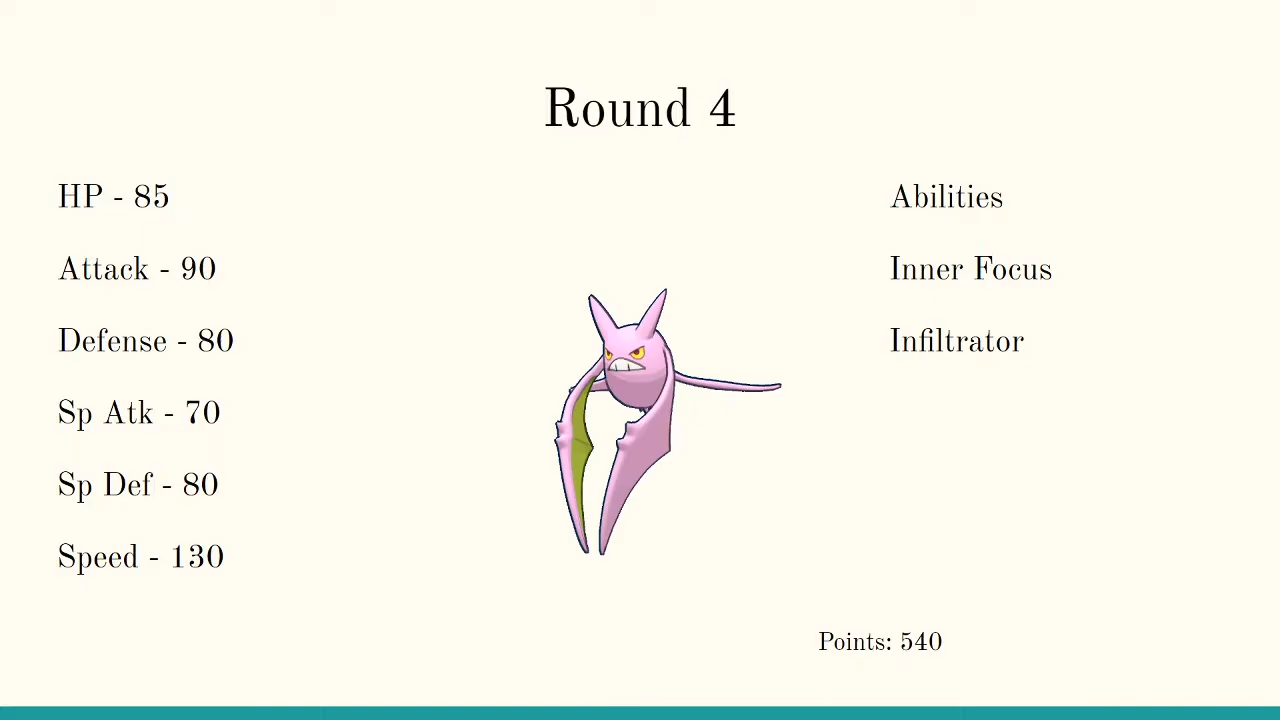 Round 4
HP - 85
Attack - 90
Defense - 80
Sp Atk - 70
Sp Def - 80
Speed - 130
Abilities
Inner Focus
Infiltrator
Points: 540